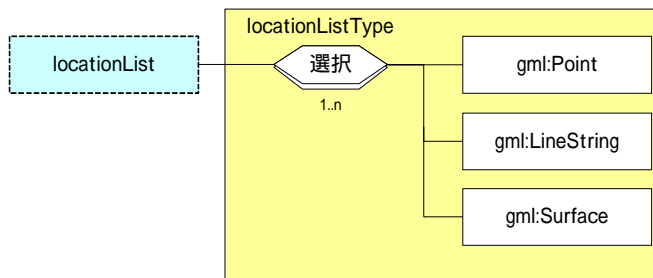 locationListType
locationList
選択
1..n
gml:Point
gml:LineString
gml:Surface